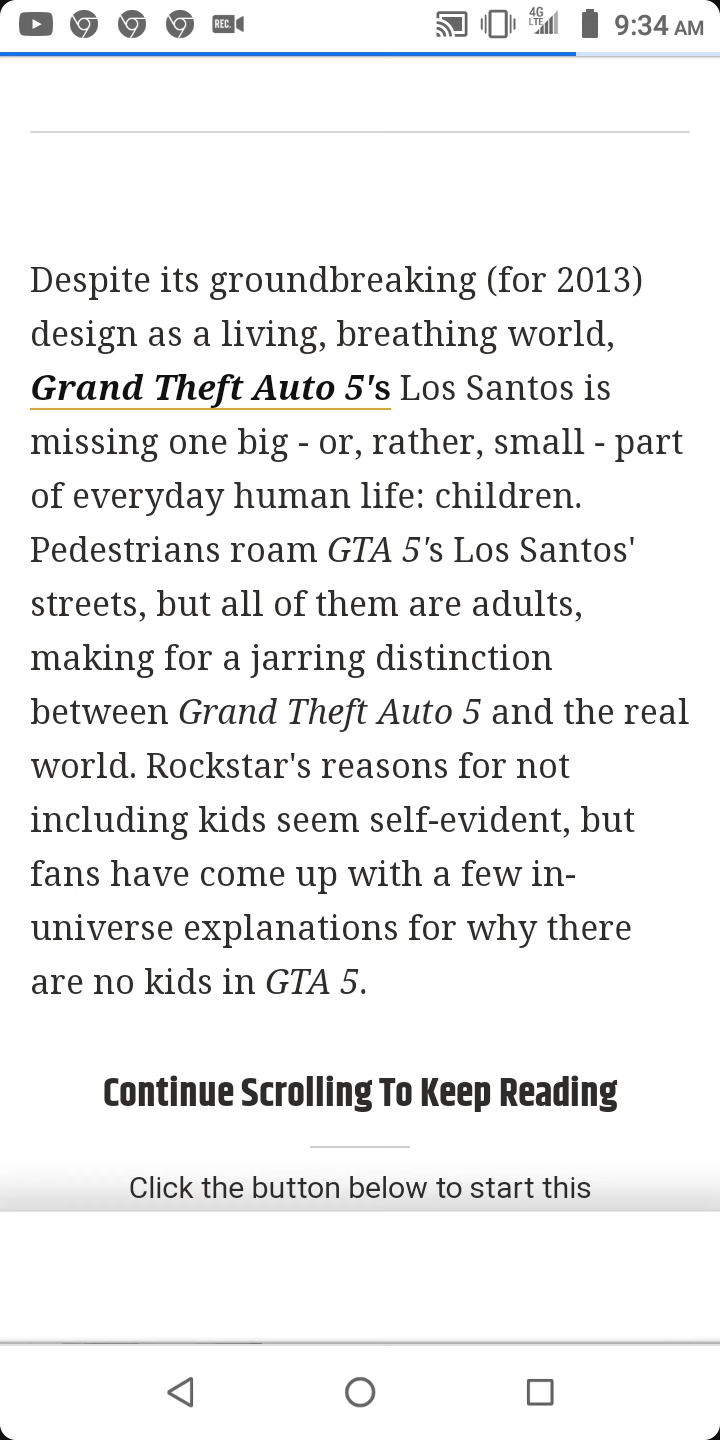 REC.
4G
LTE
9:34 AM
Despite its groundbreaking (for 2013)
design as a living, breathing world,
Grand Theft Auto 5's Los Santos is
missing one big - or, rather, small - part
of everyday human life: children.
Pedestrians roam GTA 5's Los Santos'
streets, but all of them are adults,
making for a jarring distinction
between Grand Theft Auto 5 and the real
world. Rockstar's reasons for not
including kids seem self-evident, but
fans have come up with a few in-
universe explanations for why there
are no kids in GTA 5.
Continue Scrolling To Keep Reading
Click the button below to start this